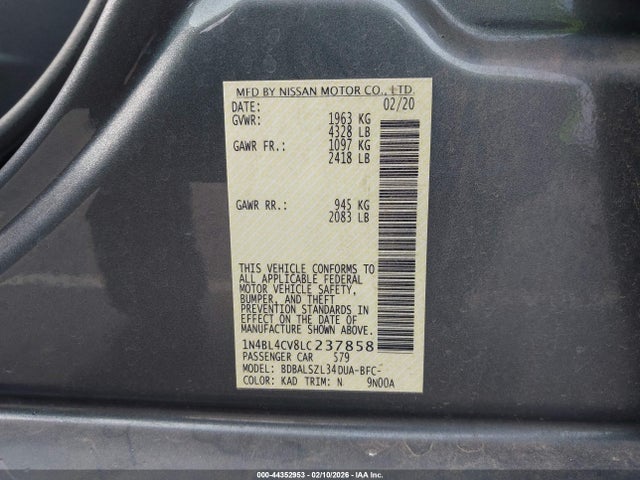 MFD BY NISSAN MOTOR CO., LTD.
DATE: 02/20
GVWR: 1963 KG
4328 LB
GAWR FR.: 1097 KG
2418 LB
GAWR RR.: 945 KG
2083 LB
THIS VEHICLE CONFORMS TO
ALL APPLICABLE FEDERAL
MOTOR VEHICLE SAFETY,
BUMPER, AND THEFT
PREVENTION STANDARDS
IN EFFECT ON THE DATE OF
MANUFACTURE SHOWN ABOVE.
1N4BL4CV8LC237858
PASSENGER CAR 579
MODEL: BDBALSZL34DUA-BFC-
COLOR: KAD TRIM: N 9N00A
000-44352953 - 02/10/2026 - IAA Inc.